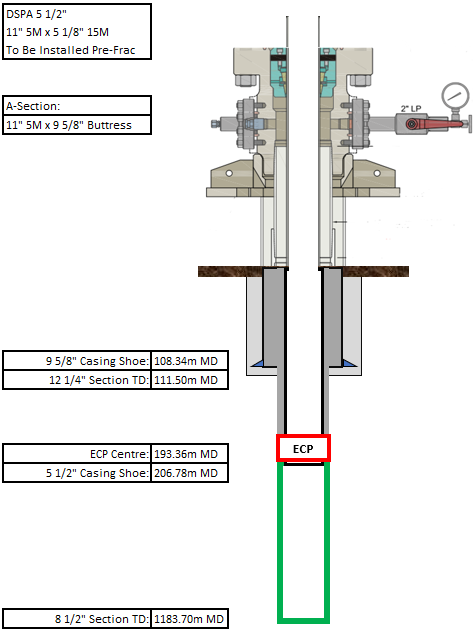 DSPA 5 1/2"
11" 5M x 5 1/8" 15M
To Be Installed Pre-Frac
A-Section:
11" 5M x 9 5/8" Buttress
2" LP
9 5/8" Casing Shoe: 108.34m MD
12 1/4" Section TD: 111.50m MD
ECP Centre: 193.36m MD
5 1/2" Casing Shoe: 206.78m MD
ECP
8 1/2" Section TD: 1183.70m MD